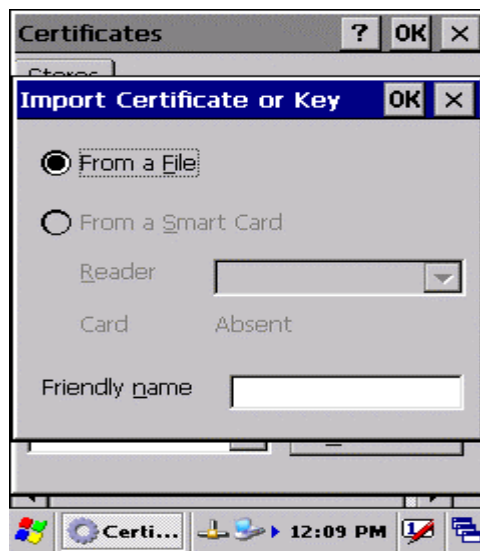 Certificates ? OK ×
Stores
Import Certificate or Key OK ×
From a File
From a Smart Card
Reader
Card Absent
Friendly name
Certi... 12:09 PM